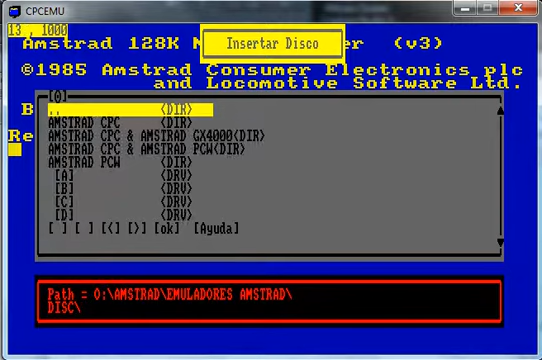 CPCEMU
13 , 1000
Insertar Disco
Amstrad 128K M er (v3)
©1985 Amstrad Consumer Electronics plc
and Locomotive Software Ltd.
B
Re
[0]
.. <DIR>
AMSTRAD CPC <DIR>
AMSTRAD CPC & AMSTRAD GX4000<DIR>
AMSTRAD CPC & AMSTRAD PCW<DIR>
AMSTRAD PCW <DIR>
[A] <DRV>
[B] <DRV>
[C] <DRV>
[D] <DRV>
[ ] [ ] [<] [>] [ok] [Ayuda]
Path = O:\AMSTRAD\EMULADORES AMSTRAD\
DISC\